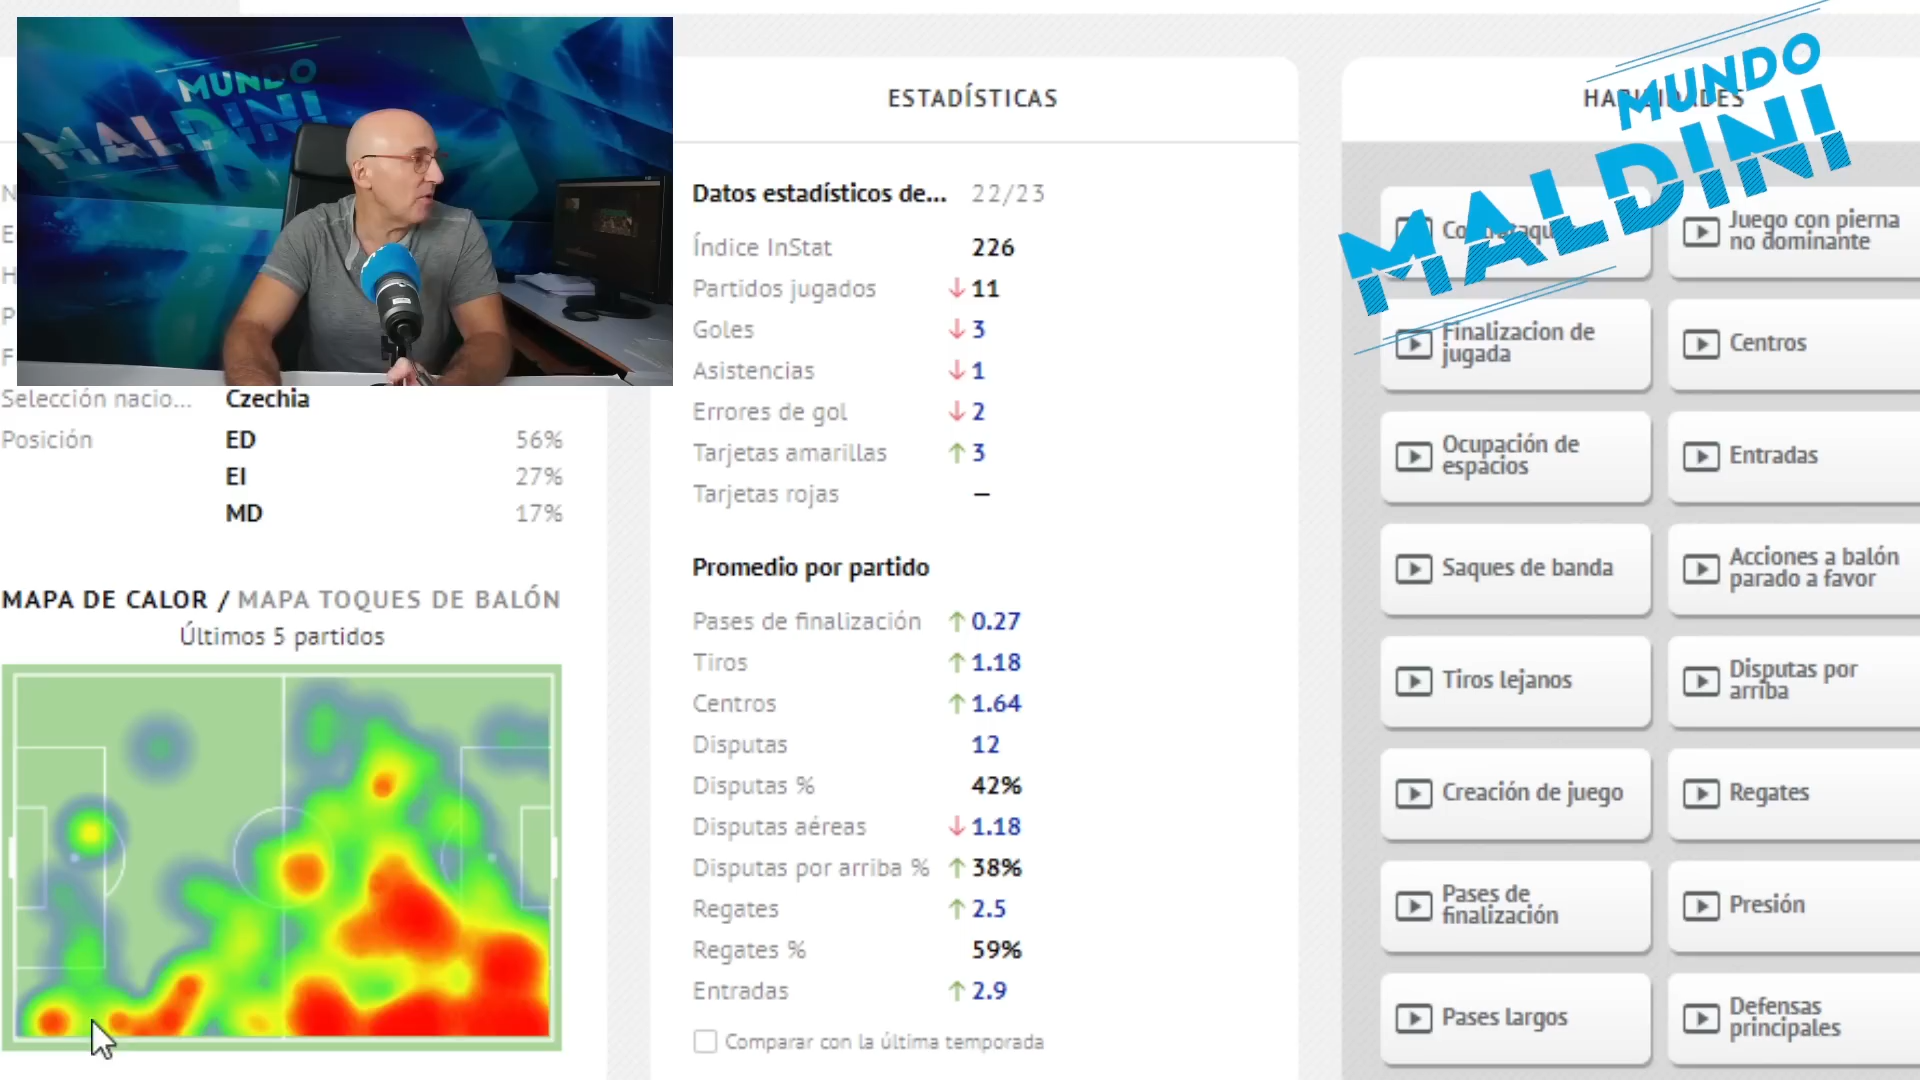 MUNDO
MALDINI
N
E
H
P
F
Selección nacio... Czechia
Posición ED 56%
EI 27%
MD 17%
MAPA DE CALOR / MAPA TOQUES DE BALÓN
Últimos 5 partidos
ESTADÍSTICAS
Datos estadísticos de... 22/23
Índice InStat 226
Partidos jugados ↓ 11
Goles ↓ 3
Asistencias ↓ 1
Errores de gol ↓ 2
Tarjetas amarillas ↑ 3
Tarjetas rojas –
Promedio por partido
Pases de finalización ↑ 0.27
Tiros ↑ 1.18
Centros ↑ 1.64
Disputas 12
Disputas % 42%
Disputas aéreas ↓ 1.18
Disputas por arriba % ↑ 38%
Regates ↑ 2.5
Regates % 59%
Entradas ↑ 2.9
Comparar con la última temporada
HABILIDADES
MUNDO
MALDINI
Juego con pierna
no dominante
Finalizacion de
jugada
Centros
Ocupación de
espacios
Entradas
Saques de banda
Acciones a balón
parado a favor
Tiros lejanos
Disputas por
arriba
Creación de juego
Regates
Pases de
finalización
Presión
Pases largos
Defensas
principales